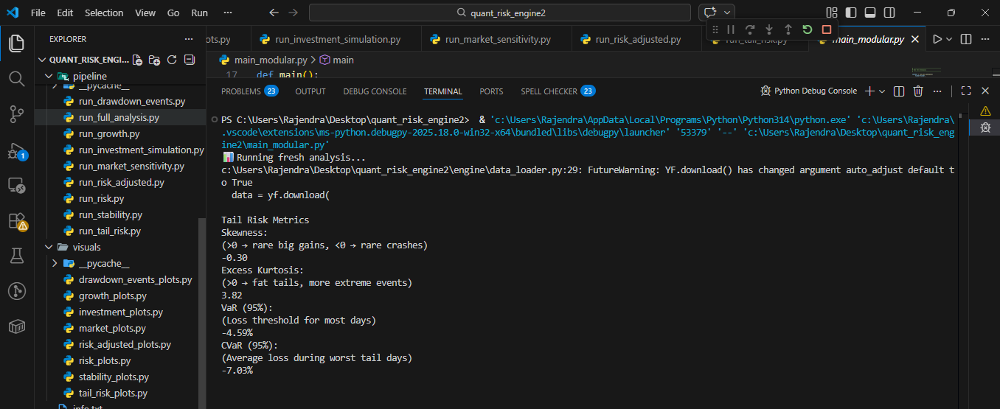 File Edit Selection View Go Run ··· quant_risk_engine2
EXPLORER ···
ots.py run_investment_simulation.py run_market_sensitivity.py run_risk_adjusted.py run_tail_risk.py main_modular.py
QUANT_RISK_ENG...
main_modular.py > main
17 def main():
pipeline
__pycache__
run_drawdown_events.py
run_full_analysis.py
run_growth.py
run_investment_simulation.py
run_market_sensitivity.py
run_risk_adjusted.py
run_risk.py
run_stability.py
run_tail_risk.py
visuals
__pycache__
drawdown_events_plots.py
growth_plots.py
investment_plots.py
market_plots.py
risk_adjusted_plots.py
risk_plots.py
stability_plots.py
tail_risk_plots.py
info.txt
1
PROBLEMS 23 OUTPUT DEBUG CONSOLE TERMINAL PORTS SPELL CHECKER 23 Python Debug Console
PS C:\Users\Rajendra\Desktop\quant_risk_engine2> & 'c:\Users\Rajendra\AppData\Local\Programs\Python\Python314\python.exe' 'c:\Users\Rajendra\
.vscode\extensions\ms-python.debugpy-2025.18.0-win32-x64\bundled\libs\debugpy\launcher' '53379' '--' 'c:\Users\Rajendra\Desktop\quant_risk_eng
ine2\main_modular.py'
📊 Running fresh analysis...
c:\Users\Rajendra\Desktop\quant_risk_engine2\engine\data_loader.py:29: FutureWarning: YF.download() has changed argument auto_adjust default t
o True
data = yf.download(
Tail Risk Metrics
Skewness:
(>0 → rare big gains, <0 → rare crashes)
-0.30
Excess Kurtosis:
(>0 → fat tails, more extreme events)
3.82
VaR (95%):
(Loss threshold for most days)
-4.59%
CVaR (95%):
(Average loss during worst tail days)
-7.03%